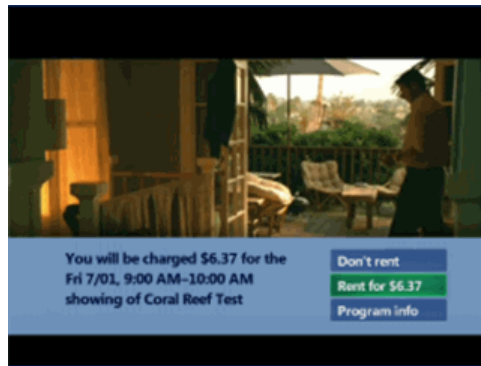 You will be charged $6.37 for the
Fri 7/01, 9:00 AM–10:00 AM
showing of Coral Reef Test
Don't rent
Rent for $6.37
Program info